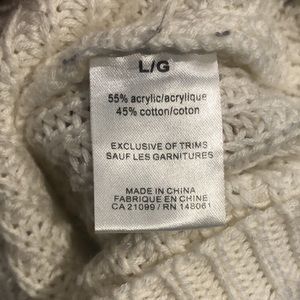 L/G
55% acrylic/acrylique
45% cotton/coton
EXCLUSIVE OF TRIMS
SAUF LES GARNITURES
MADE IN CHINA
FABRIQUE EN CHINE
CA 21099 / RN 148061